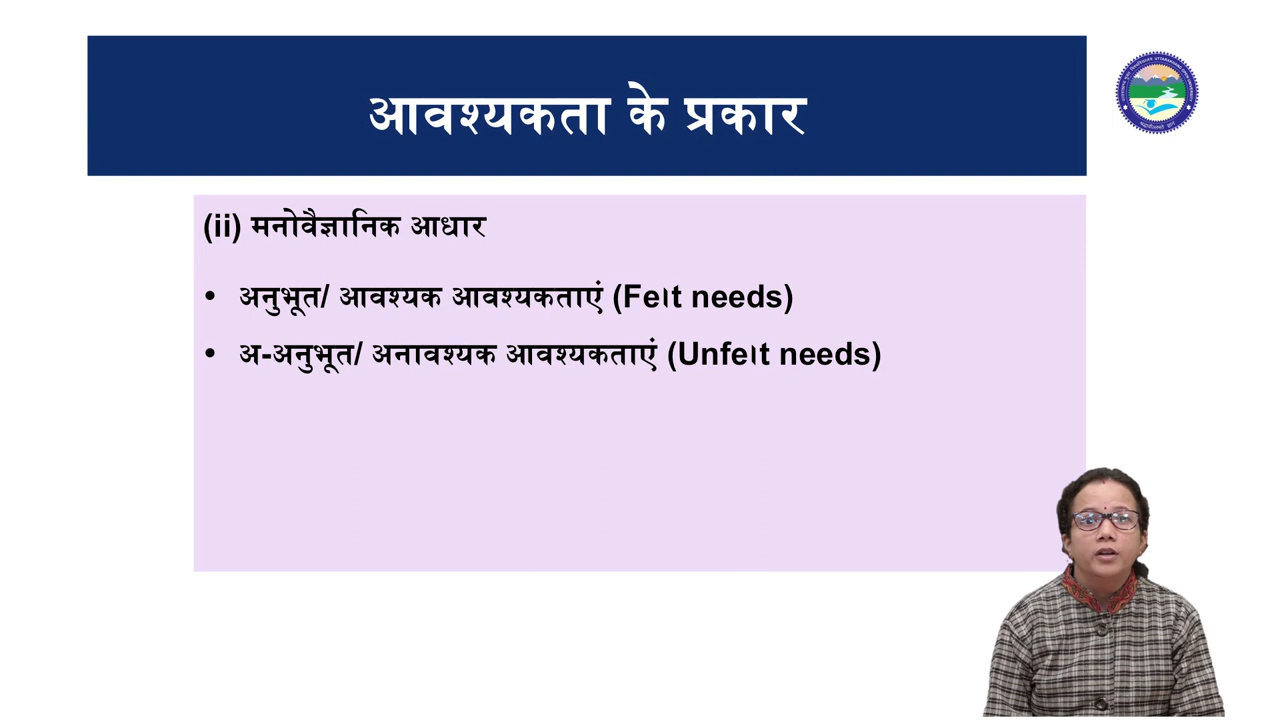 आवश्यकता के प्रकार
(ii) मनोवैज्ञानिक आधार
• अनुभूत/ आवश्यक आवश्यकताएं (Fe।t needs)
• अ-अनुभूत/ अनावश्यक आवश्यकताएं (Unfe।t needs)